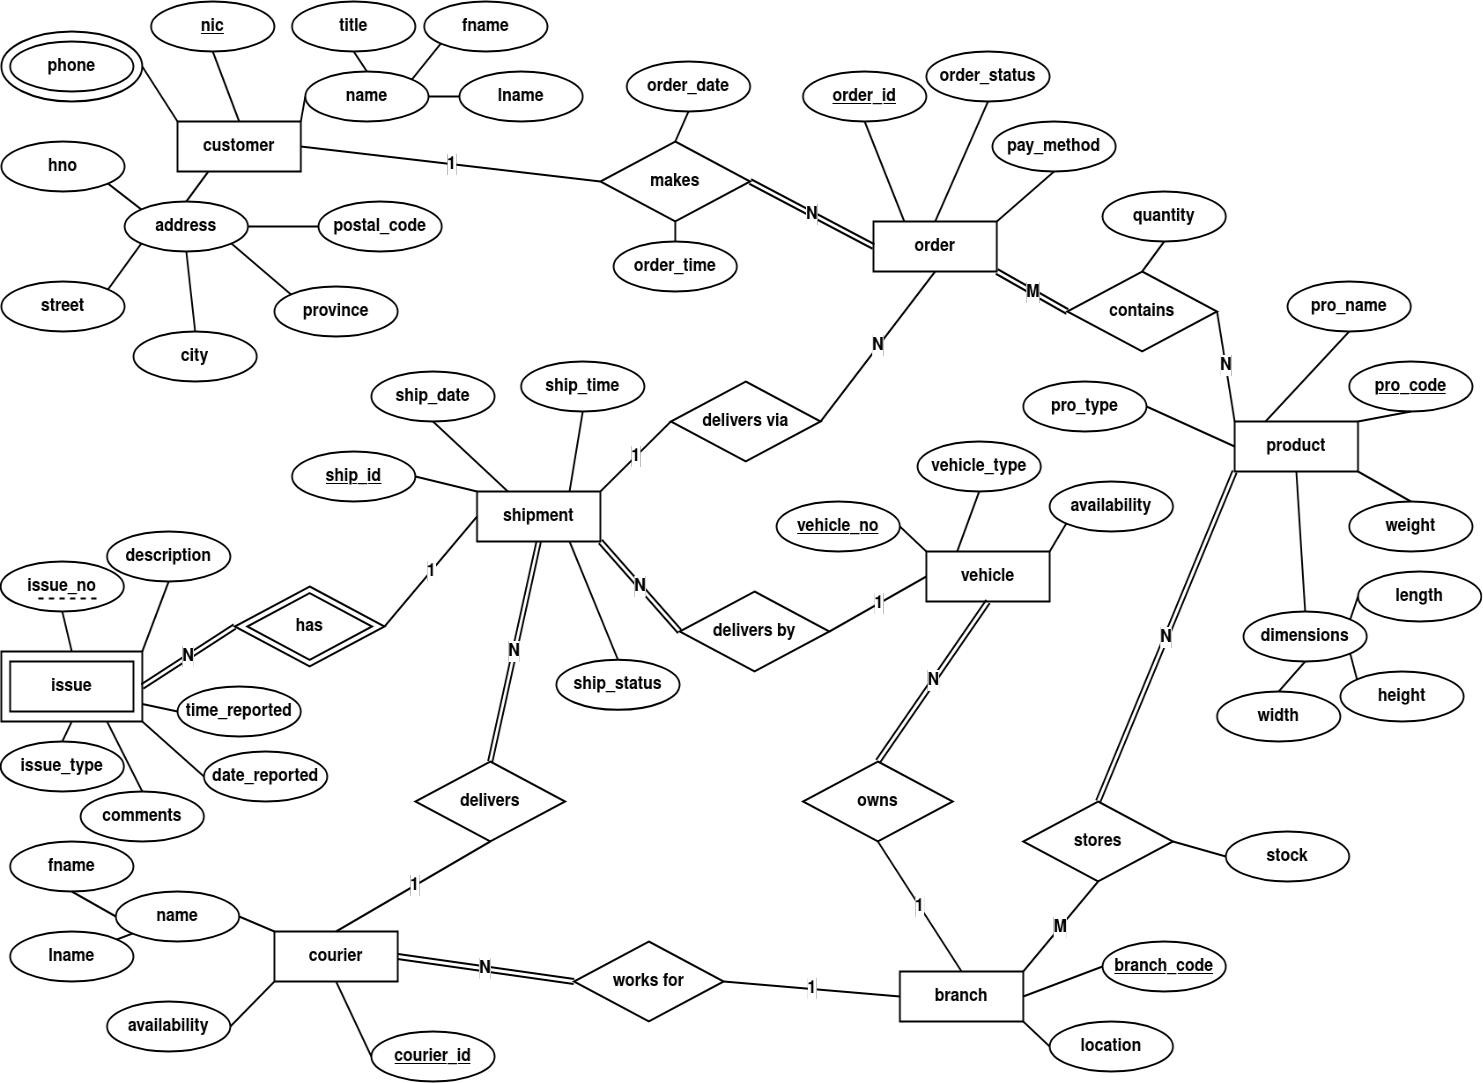 nic
title
fname
phone
name
lname
customer
order_date
order_id
order_status
pay_method
1
hno
makes
address
postal_code
N
quantity
order
order_time
street
province
city
M
contains
pro_name
N
N
ship_date
ship_time
delivers via
pro_type
pro_code
product
1
ship_id
vehicle_type
availability
shipment
vehicle_no
weight
description
issue_no
1
vehicle
N
1
length
has
delivers by
dimensions
N
N
N
issue
ship_status
N
height
time_reported
width
issue_type
date_reported
comments
delivers
owns
stores
stock
fname
1
name
1
M
lname
courier
N
works for
1
branch
branch_code
availability
courier_id
location